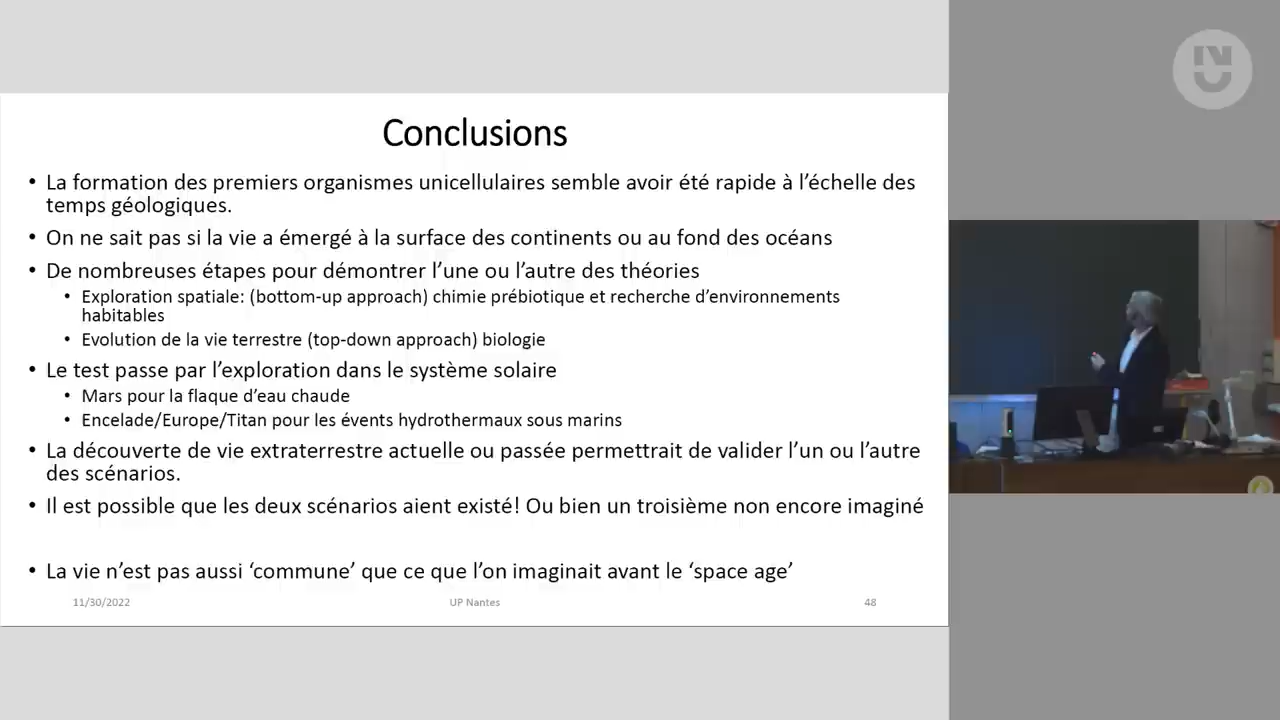 Conclusions
• La formation des premiers organismes unicellulaires semble avoir été rapide à l'échelle des
temps géologiques.
• On ne sait pas si la vie a émergé à la surface des continents ou au fond des océans
• De nombreuses étapes pour démontrer l'une ou l'autre des théories
• Exploration spatiale: (bottom-up approach) chimie prébiotique et recherche d'environnements
habitables
• Evolution de la vie terrestre (top-down approach) biologie
• Le test passe par l'exploration dans le système solaire
• Mars pour la flaque d'eau chaude
• Encelade/Europe/Titan pour les évents hydrothermaux sous marins
• La découverte de vie extraterrestre actuelle ou passée permettrait de valider l'un ou l'autre
des scénarios.
• Il est possible que les deux scénarios aient existé! Ou bien un troisième non encore imaginé
• La vie n'est pas aussi ‘commune’ que ce que l'on imaginait avant le ‘space age’
11/30/2022
UP Nantes
48